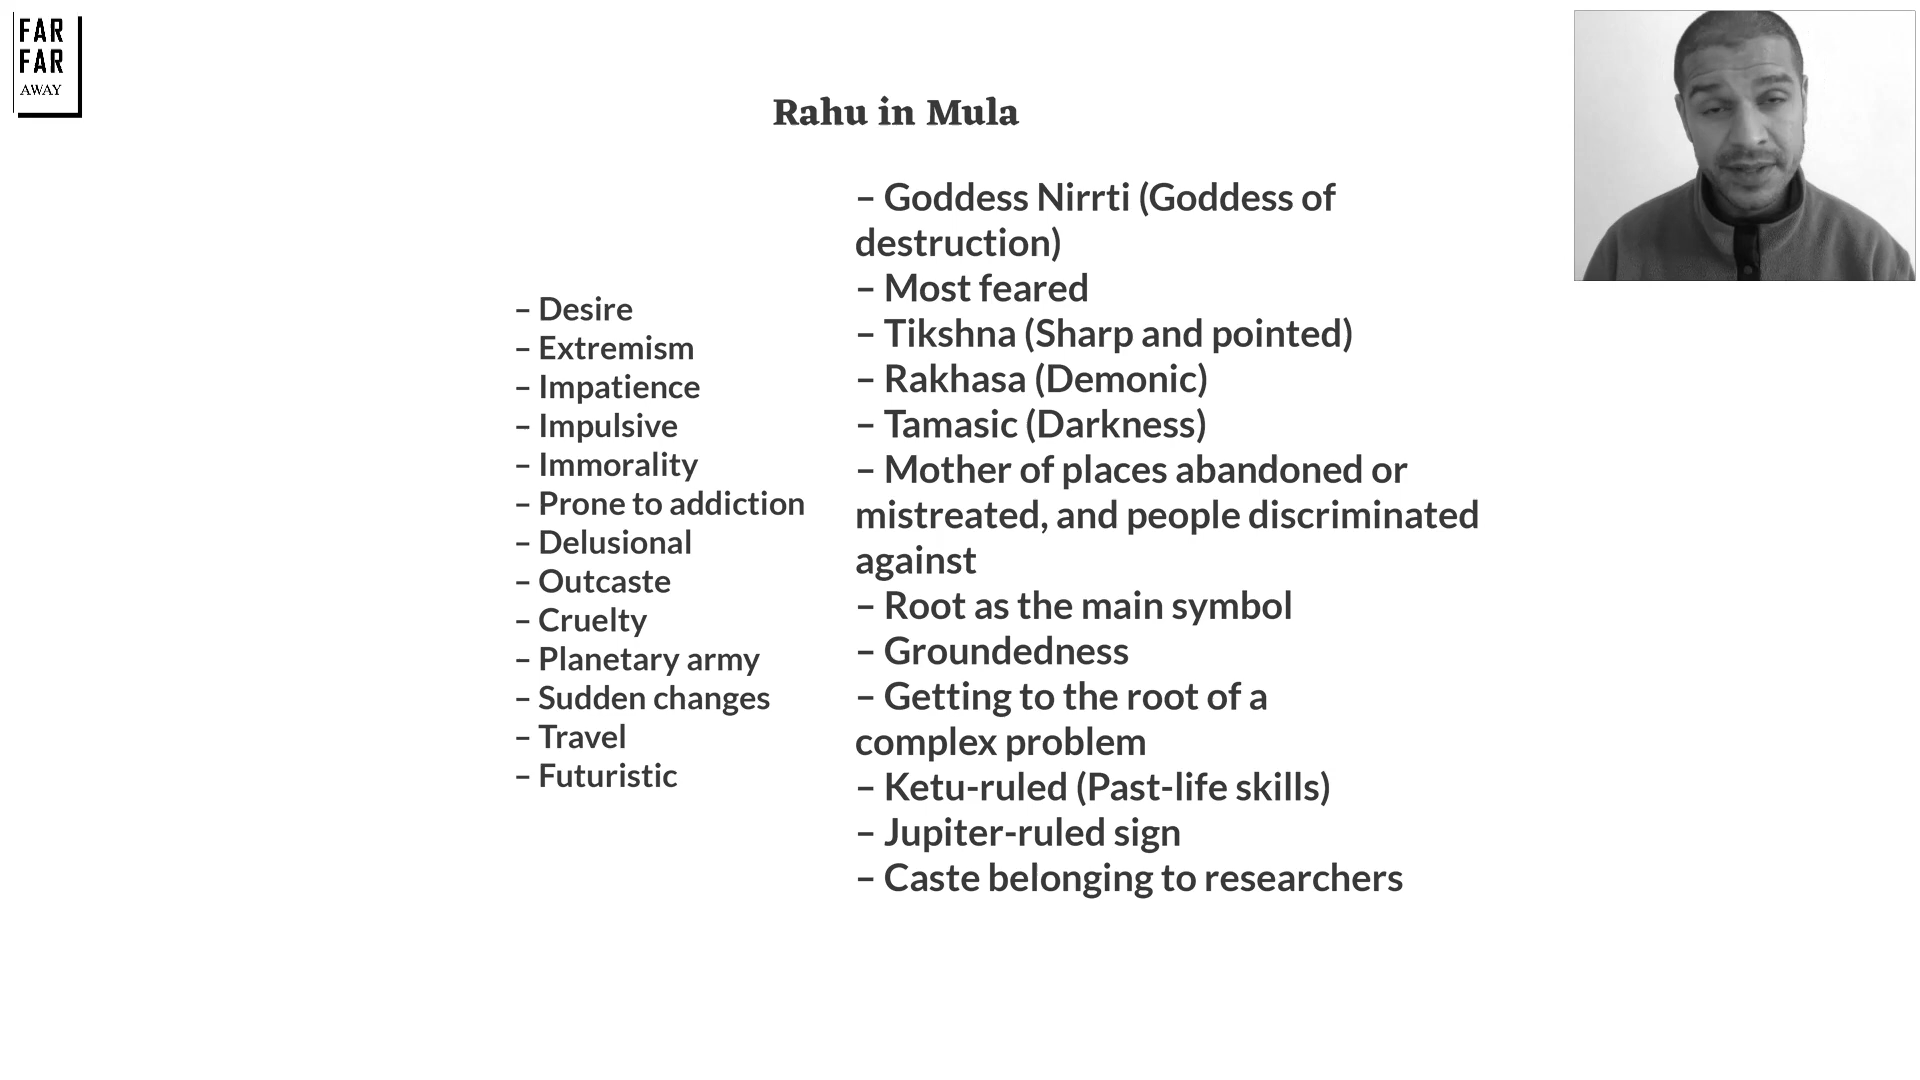 FAR
FAR
AWAY
Rahu in Mula
– Desire
– Extremism
– Impatience
– Impulsive
– Immorality
– Prone to addiction
– Delusional
– Outcaste
– Cruelty
– Planetary army
– Sudden changes
– Travel
– Futuristic
– Goddess Nirrti (Goddess of
destruction)
– Most feared
– Tikshna (Sharp and pointed)
– Rakhasa (Demonic)
– Tamasic (Darkness)
– Mother of places abandoned or
mistreated, and people discriminated
against
– Root as the main symbol
– Groundedness
– Getting to the root of a
complex problem
– Ketu-ruled (Past-life skills)
– Jupiter-ruled sign
– Caste belonging to researchers